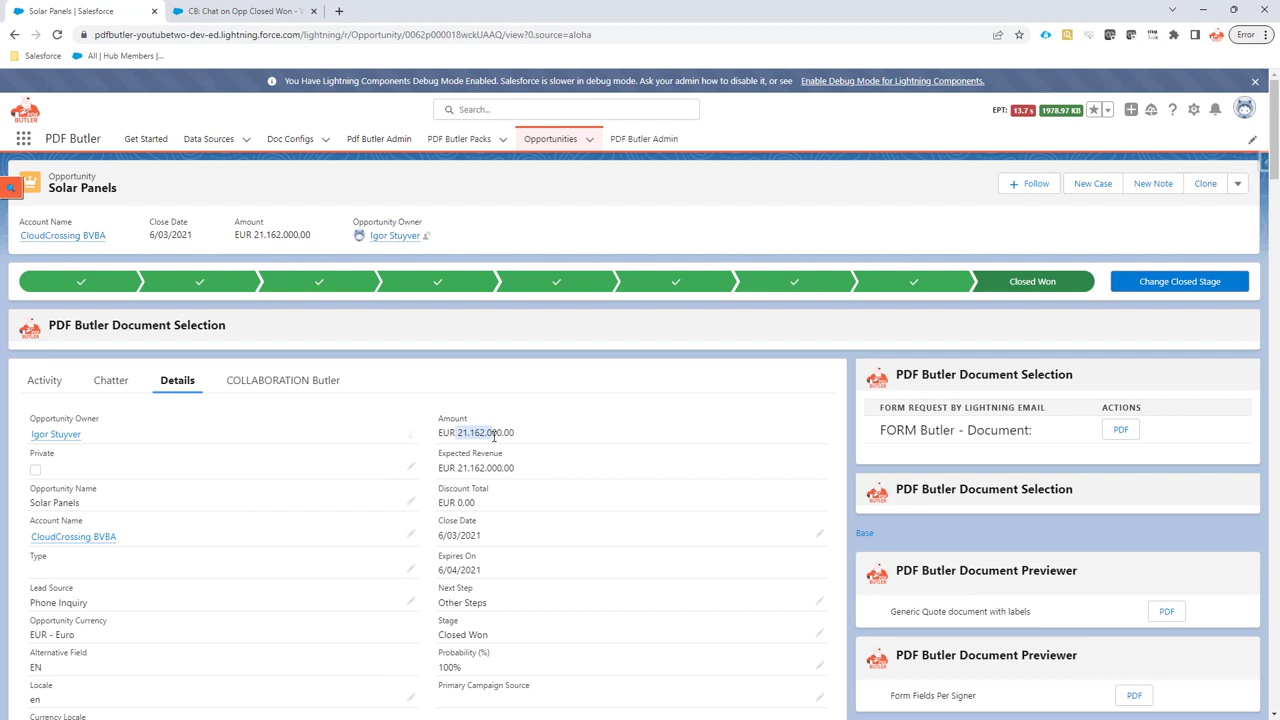 Solar Panels | Salesforce
CB: Chat on Opp Closed Won - V
pdfbutler-youtubetwo-dev-ed.lightning.force.com/lightning/r/Opportunity/0062p000018wckUAAQ/view?0.source=aloha
Error
Salesforce
All | Hub Members |...
You Have Lightning Components Debug Mode Enabled. Salesforce is slower in debug mode. Ask your admin how to disable it, or see Enable Debug Mode for Lightning Components.
PDF BUTLER
Search...
EPT: 13.7 s 1978.97 KB
PDF Butler
Get Started
Data Sources
Doc Configs
Pdf Butler Admin
PDF Butler Packs
Opportunities
PDF Butler Admin
Opportunity
Solar Panels
+ Follow
New Case
New Note
Clone
Account Name
CloudCrossing BVBA
Close Date
6/03/2021
Amount
EUR 21.162.000,00
Opportunity Owner
Igor Stuyver
Closed Won
Change Closed Stage
PDF Butler Document Selection
Activity
Chatter
Details
COLLABORATION Butler
Opportunity Owner
Igor Stuyver
Private
Opportunity Name
Solar Panels
Account Name
CloudCrossing BVBA
Type
Lead Source
Phone Inquiry
Opportunity Currency
EUR - Euro
Alternative Field
EN
Locale
en
Currency Locale
Amount
EUR 21.162.000,00
Expected Revenue
EUR 21.162.000,00
Discount Total
EUR 0,00
Close Date
6/03/2021
Expires On
6/04/2021
Next Step
Other Steps
Stage
Closed Won
Probability (%)
100%
Primary Campaign Source
PDF Butler Document Selection
FORM REQUEST BY LIGHTNING EMAIL
ACTIONS
FORM Butler - Document:
PDF
PDF Butler Document Selection
Base
PDF Butler Document Previewer
Generic Quote document with labels
PDF
PDF Butler Document Previewer
Form Fields Per Signer
PDF